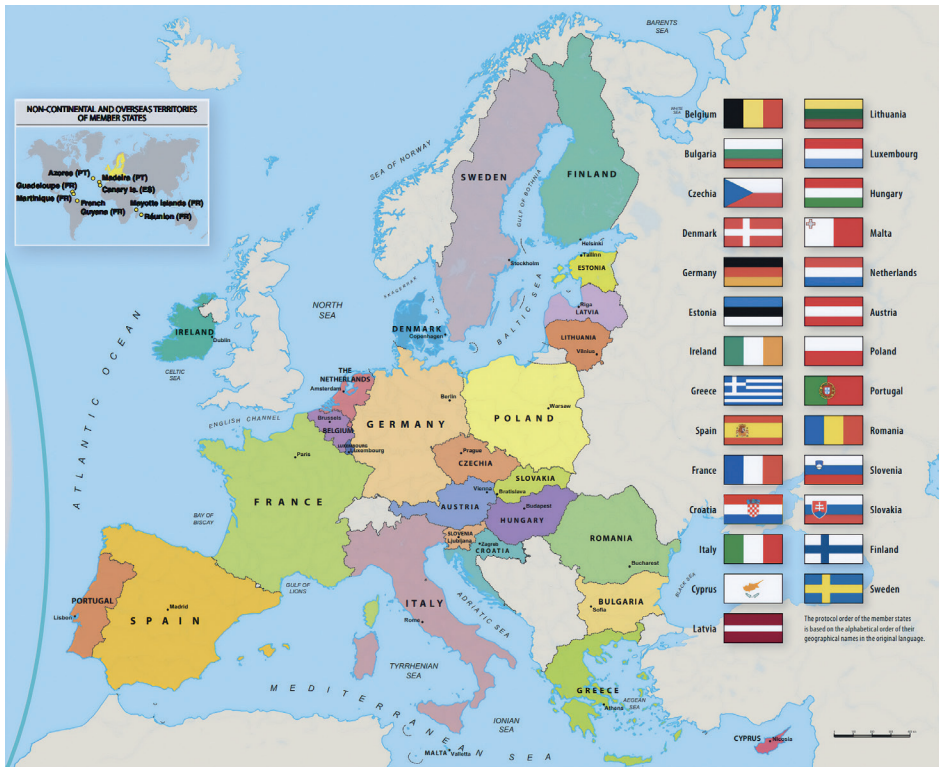 BARENTS
SEA
NON-CONTINENTAL AND OVERSEAS TERRITORIES
OF MEMBER STATES
Azores (PT)
Madeira (PT)
Guadeloupe (FR)
Canary Is. (ES)
Martinique (FR)
French
Guyana (FR)
Mayotte Islands (FR)
Réunion (FR)
WHITE
SEA
SEA OF NORWAY
SWEDEN
FINLAND
GULF OF BOTHNIA
Helsinki
Tallinn
Stockholm
ESTONIA
SKAGERRAK
NORTH
SEA
BALTIC SEA
Riga
LATVIA
DENMARK
Copenhagen
LITHUANIA
Vilnius
IRELAND
Dublin
CELTIC
SEA
ATLANTIC OCEAN
THE
NETHERLANDS
Amsterdam
Berlin
Warsaw
POLAND
ENGLISH CHANNEL
Brussels
BELGIUM
GERMANY
LUXEMBOURG
Luxembourg
Paris
Prague
CZECHIA
SLOVAKIA
Vienna
Bratislava
FRANCE
AUSTRIA
Budapest
HUNGARY
BAY OF
BISCAY
SLOVENIA
Ljubljana
Zagreb
CROATIA
ROMANIA
Bucharest
GULF OF
LIONS
BLACK SEA
PORTUGAL
Lisbon
Madrid
SPAIN
ITALY
Rome
ADRIATIC SEA
BULGARIA
Sofia
TYRRHENIAN
SEA
GREECE
AEGEAN
SEA
Athens
MEDITERRANEAN SEA
IONIAN
SEA
MALTA
Valletta
CYPRUS
Nicosia
Belgium
Lithuania
Bulgaria
Luxembourg
Czechia
Hungary
Denmark
Malta
Germany
Netherlands
Estonia
Austria
Ireland
Poland
Greece
Portugal
Spain
Romania
France
Slovenia
Croatia
Slovakia
Italy
Finland
Cyprus
Sweden
Latvia
The protocol order of the member states
is based on the alphabetical order of their
geographical names in the original language.